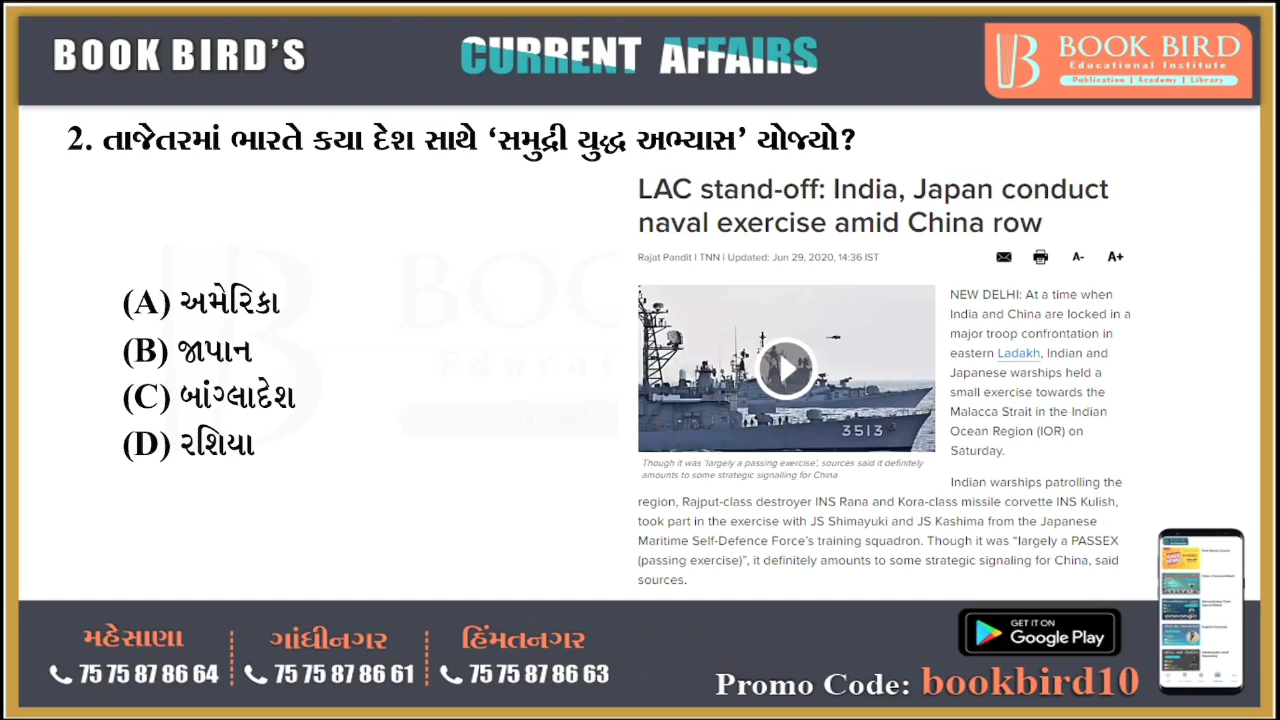 BOOK BIRD'S
CURRENT AFFAIRS
BOOK BIRD
Educational Institute
Publication | Academy | Library
2. તાજેતરમાં ભારતે કયા દેશ સાથે 'સમુદ્રી યુદ્ધ અભ્યાસ' યોજ્યો?
(A) અમેરિકા
(B) જાપાન
(C) બાંગ્લાદેશ
(D) રશિયા
LAC stand-off: India, Japan conduct
naval exercise amid China row
Rajat Pandit | TNN | Updated: Jun 29, 2020, 14:36 IST
A- A+
3513
Though it was 'largely a passing exercise', sources said it definitely
amounts to some strategic signalling for China
NEW DELHI: At a time when
India and China are locked in a
major troop confrontation in
eastern Ladakh, Indian and
Japanese warships held a
small exercise towards the
Malacca Strait in the Indian
Ocean Region (IOR) on
Saturday.
Indian warships patrolling the
region, Rajput-class destroyer INS Rana and Kora-class missile corvette INS Kulish,
took part in the exercise with JS Shimayuki and JS Kashima from the Japanese
Maritime Self-Defence Force's training squadron. Though it was "largely a PASSEX
(passing exercise)", it definitely amounts to some strategic signaling for China, said
sources.
મહેસાણા
75 75 87 86 64
ગાંધીનગર
75 75 87 86 61
હિંમતનગર
75 75 87 86 63
GET IT ON
Google Play
Promo Code: bookbird10